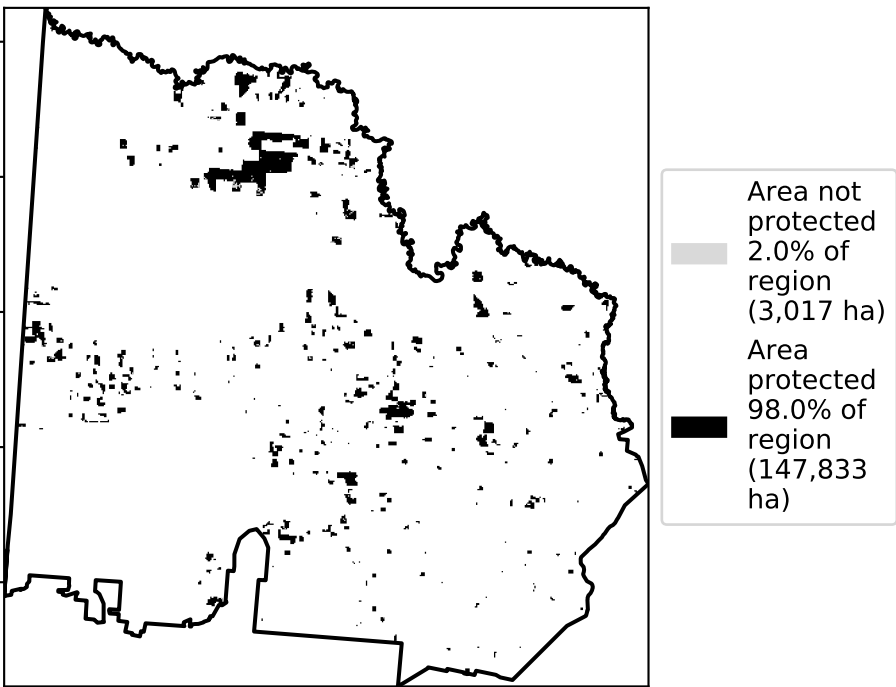 Area not
protected
2.0% of
region
(3,017 ha)
Area
protected
98.0% of
region
(147,833
ha)